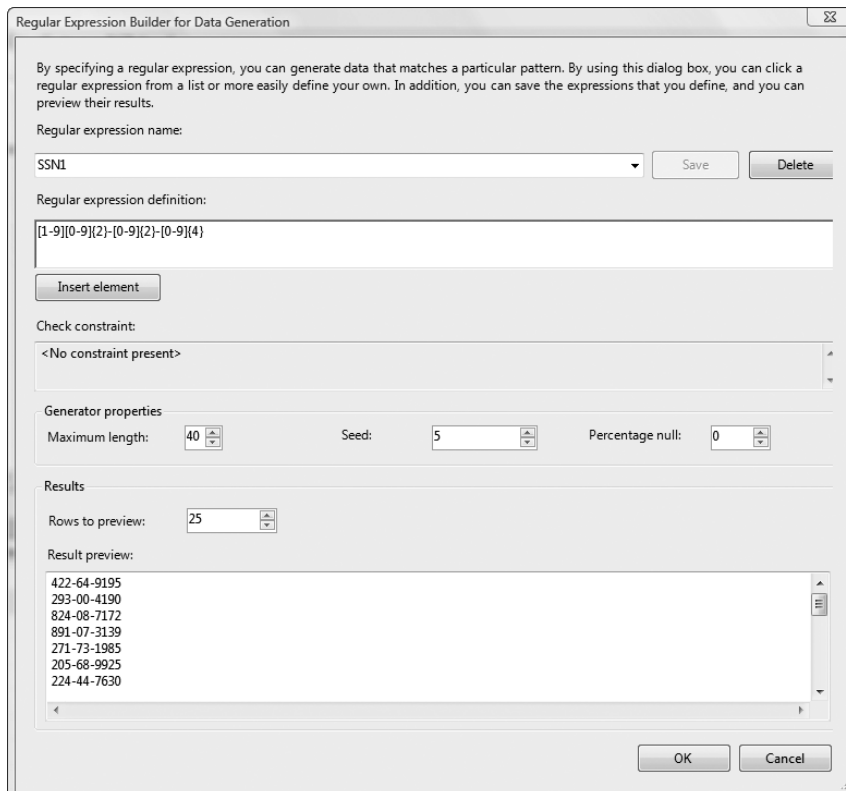 Regular Expression Builder for Data Generation
By specifying a regular expression, you can generate data that matches a particular pattern. By using this dialog box, you can click a
regular expression from a list or more easily define your own. In addition, you can save the expressions that you define, and you can
preview their results.
Regular expression name:
SSN1 Save Delete
Regular expression definition:
[1-9][0-9]{2}-[0-9]{2}-[0-9]{4}
Insert element
Check constraint:
<No constraint present>
Generator properties
Maximum length: 40 Seed: 5 Percentage null: 0
Results
Rows to preview: 25
Result preview:
422-64-9195
293-00-4190
824-08-7172
891-07-3139
271-73-1985
205-68-9925
224-44-7630
OK Cancel